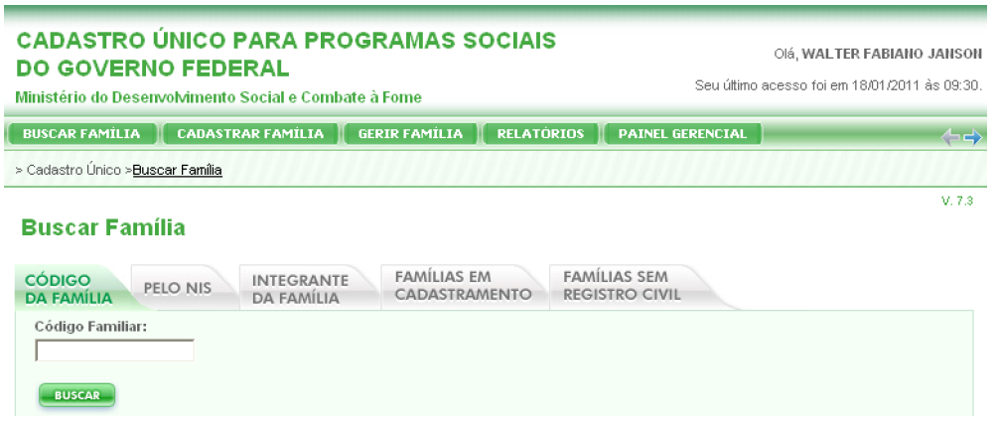 CADASTRO ÚNICO PARA PROGRAMAS SOCIAIS
DO GOVERNO FEDERAL
Ministério do Desenvolvimento Social e Combate à Fome
Olá, WALTER FABIANO JANSON
Seu último acesso foi em 18/01/2011 às 09:30.
BUSCAR FAMÍLIA CADASTRAR FAMÍLIA GERIR FAMÍLIA RELATÓRIOS PAINEL GERENCIAL
> Cadastro Único >Buscar Família
V. 7.3
Buscar Família
CÓDIGO
DA FAMÍLIA
PELO NIS
INTEGRANTE
DA FAMÍLIA
FAMÍLIAS EM
CADASTRAMENTO
FAMÍLIAS SEM
REGISTRO CIVIL
Código Familiar:
BUSCAR